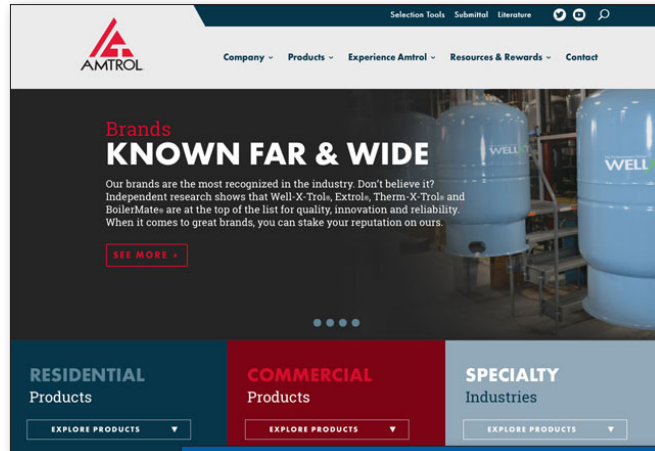 Selection Tools Submittal Literature
AMTROL
Company Products Experience Amtrol Resources & Rewards Contact
Brands
KNOWN FAR & WIDE
Our brands are the most recognized in the industry. Don't believe it?
Independent research shows that Well-X-Trol®, Extrol®, Therm-X-Trol® and
BoilerMate® are at the top of the list for quality, innovation and reliability.
When it comes to great brands, you can stake your reputation on ours.
SEE MORE ›
WELL
WELL
RESIDENTIAL
Products
EXPLORE PRODUCTS ▼
COMMERCIAL
Products
EXPLORE PRODUCTS ▼
SPECIALTY
Industries
EXPLORE PRODUCTS ▼